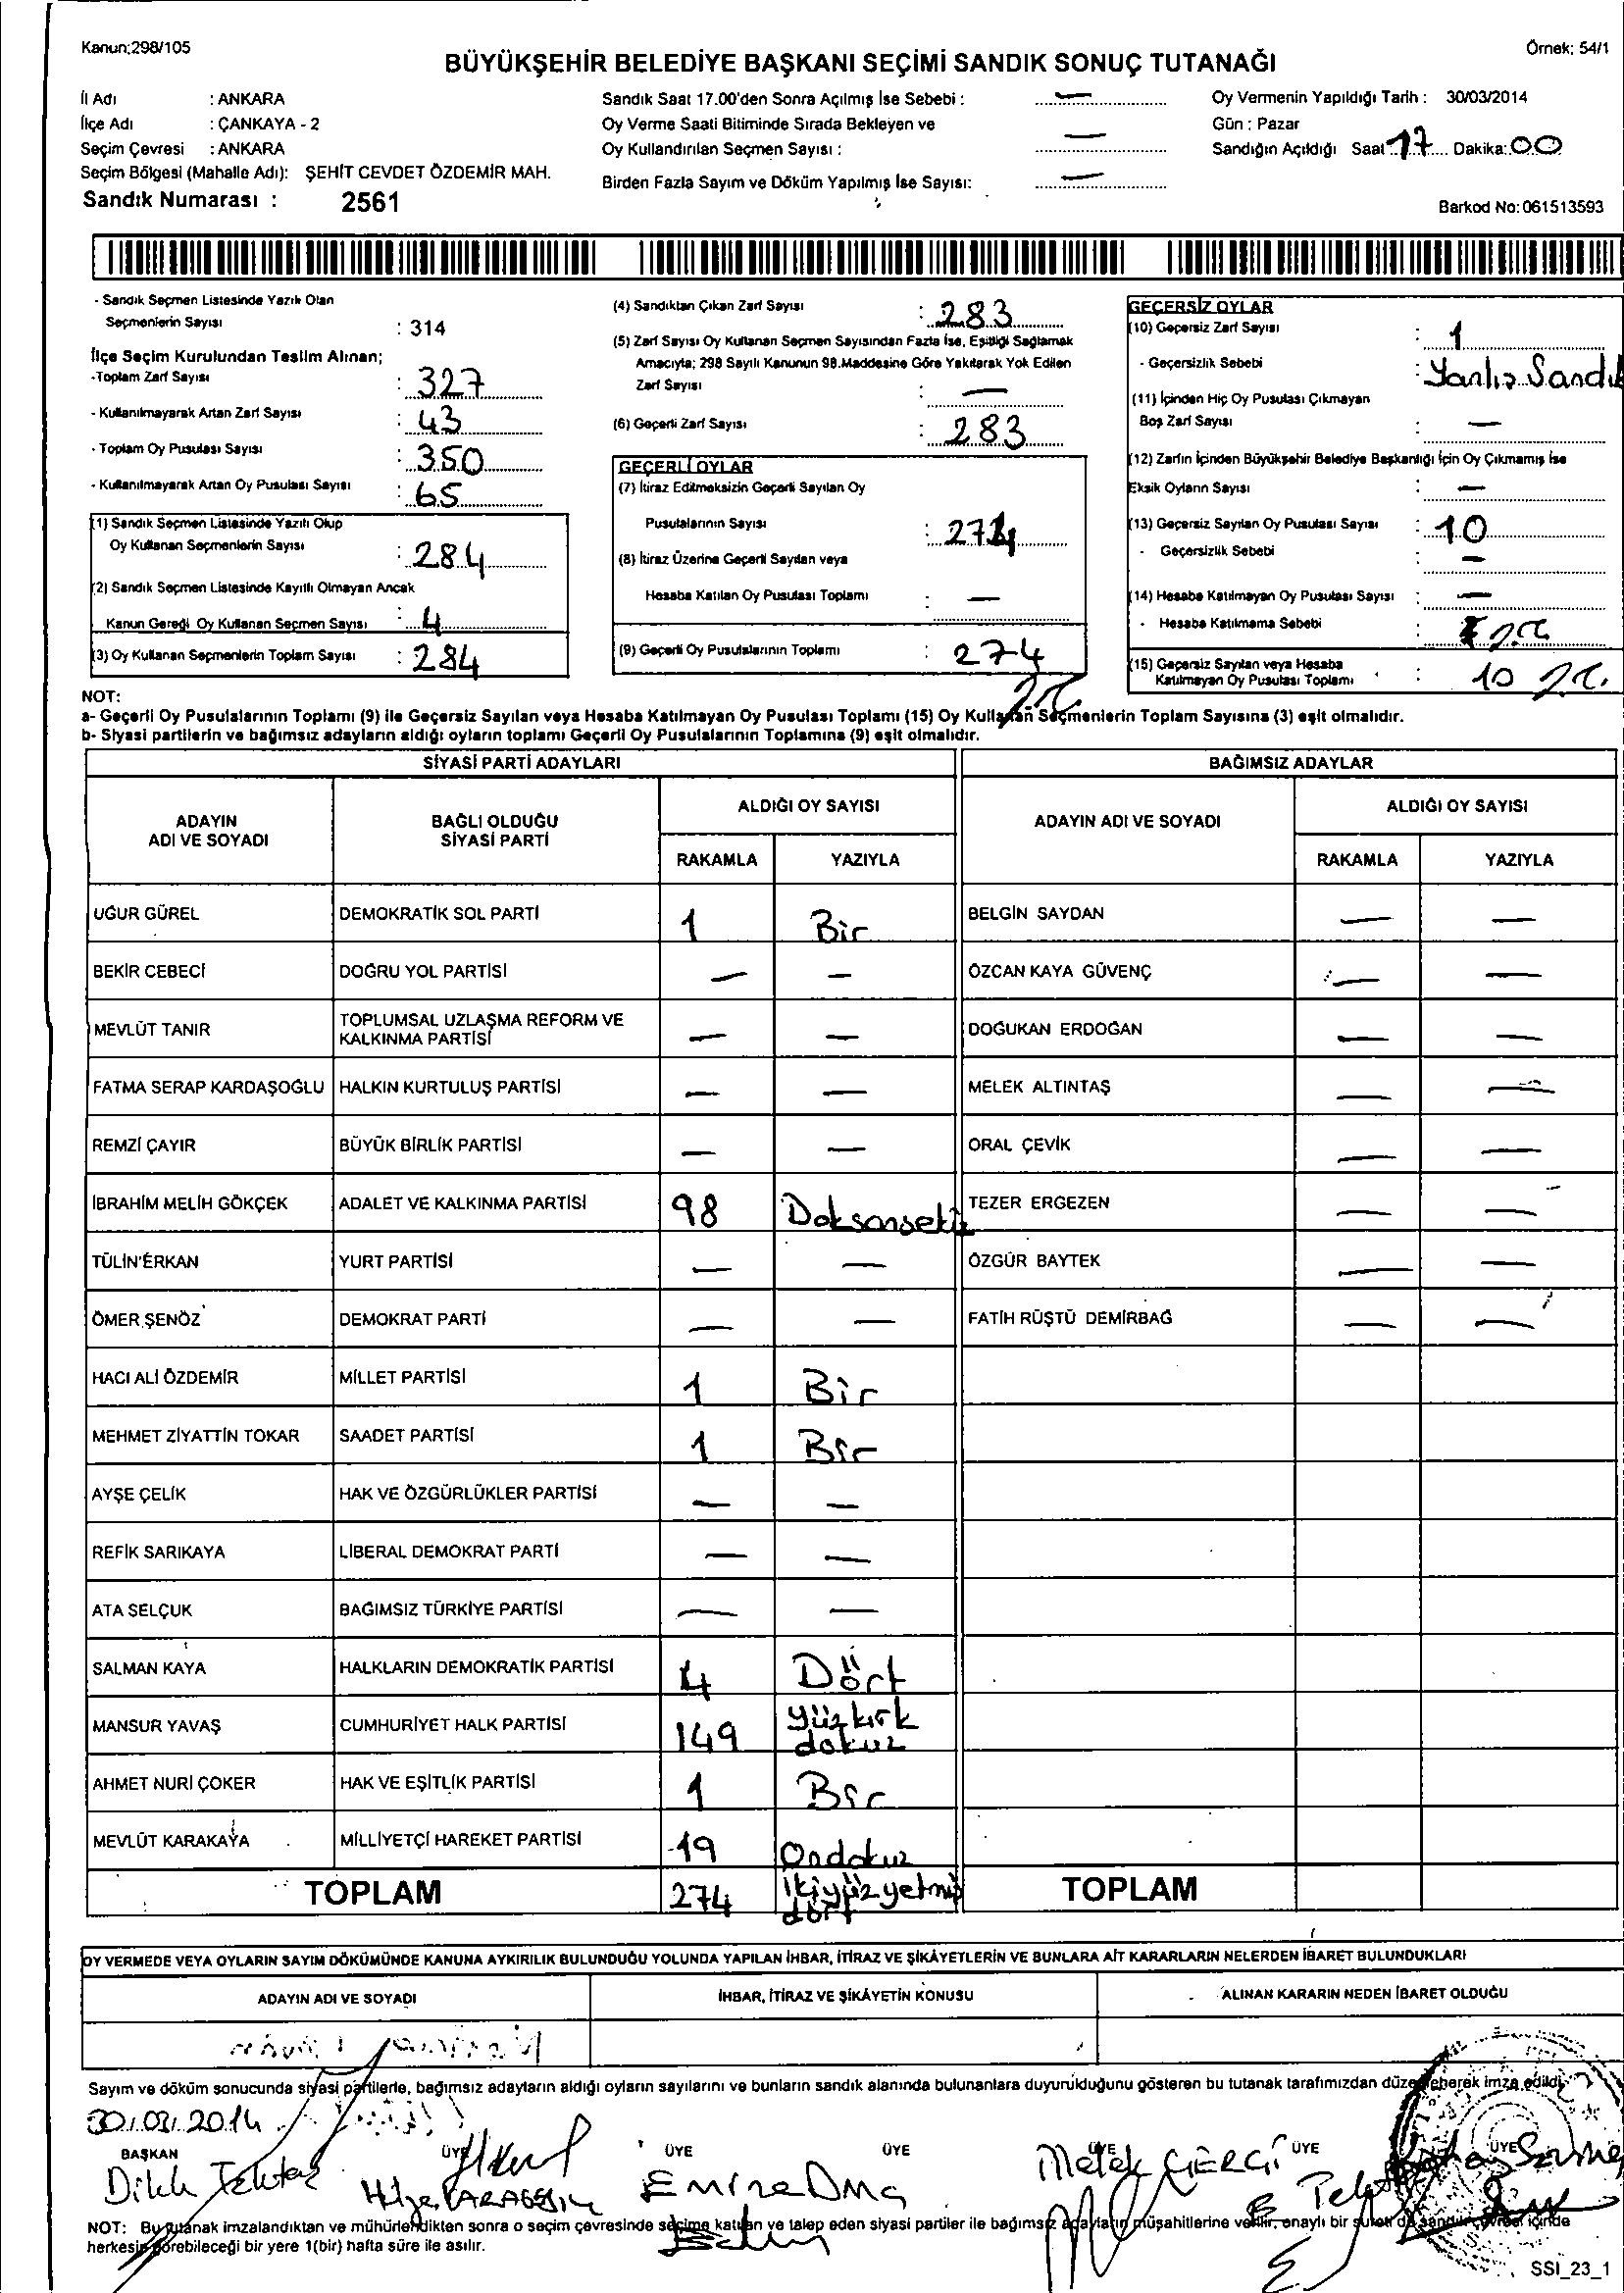 Kanun;298/105
Örnek: 54/1
BÜYÜKŞEHİR BELEDİYE BAŞKANI SEÇİMİ SANDIK SONUÇ TUTANAĞI
İl Adı : ANKARA
İlçe Adı : ÇANKAYA - 2
Seçim Çevresi : ANKARA
Seçim Bölgesi (Mahalle Adı): ŞEHİT CEVDET ÖZDEMİR MAH.
Sandık Numarası : 2561
Sandık Saat 17.00'den Sonra Açılmış İse Sebebi : —
Oy Verme Saati Bitiminde Sırada Bekleyen ve
Oy Kullandırılan Seçmen Sayısı : —
Birden Fazla Sayım ve Döküm Yapılmış İse Sayısı: —
Oy Vermenin Yapıldığı Tarih : 30/03/2014
Gün : Pazar
Sandığın Açıldığı Saat 17 Dakika: 00
Barkod No: 061513593
- Sandık Seçmen Listesinde Yazılı Olan
Seçmenlerin Sayısı : 314
İlçe Seçim Kurulundan Teslim Alınan;
-Toplam Zarf Sayısı : 327
- Kullanılmayarak Artan Zarf Sayısı : 43
- Toplam Oy Pusulası Sayısı : 350
- Kullanılmayarak Artan Oy Pusulası Sayısı : 65
(1) Sandık Seçmen Listesinde Yazılı Olup
Oy Kullanan Seçmenlerin Sayısı : 284
(2) Sandık Seçmen Listesinde Kayıtlı Olmayan Ancak
Kanun Gereği Oy Kullanan Seçmen Sayısı : 4
(3) Oy Kullanan Seçmenlerin Toplam Sayısı : 284
(4) Sandıktan Çıkan Zarf Sayısı : 283
(5) Zarf Sayısı Oy Kullanan Seçmen Sayısından Fazla İse, Eşitliği Sağlamak
Amacıyla; 298 Sayılı Kanunun 98.Maddesine Göre Yakılarak Yok Edilen
Zarf Sayısı : —
(6) Geçerli Zarf Sayısı : 283
GEÇERLİ OYLAR
(7) İtiraz Edilmeksizin Geçerli Sayılan Oy
Pusulalarının Sayısı : 274
(8) İtiraz Üzerine Geçerli Sayılan veya
Hesaba Katılan Oy Pusulası Toplamı : —
(9) Geçerli Oy Pusulalarının Toplamı : 274
GEÇERSİZ OYLAR
(10) Geçersiz Zarf Sayısı : 1
- Geçersizlik Sebebi : Yanlış Sandık
(11) İçinden Hiç Oy Pusulası Çıkmayan
Boş Zarf Sayısı : —
(12) Zarfın İçinden Büyükşehir Belediye Başkanlığı İçin Oy Çıkmamış İse
Eksik Oyların Sayısı : —
(13) Geçersiz Sayılan Oy Pusulası Sayısı : 10
- Geçersizlik Sebebi : —
(14) Hesaba Katılmayan Oy Pusulası Sayısı : —
- Hesaba Katılmama Sebebi :
(15) Geçersiz Sayılan veya Hesaba
Katılmayan Oy Pusulası Toplamı : 10
NOT:
a- Geçerli Oy Pusulalarının Toplamı (9) ile Geçersiz Sayılan veya Hesaba Katılmayan Oy Pusulası Toplamı (15) Oy Kullanan Seçmenlerin Toplam Sayısına (3) eşit olmalıdır.
b- Siyasi partilerin ve bağımsız adayların aldığı oyların toplamı Geçerli Oy Pusulalarının Toplamına (9) eşit olmalıdır.
SİYASİ PARTİ ADAYLARI BAĞIMSIZ ADAYLAR
ADAYIN ADI VE SOYADI BAĞLI OLDUĞU SİYASİ PARTİ ALDIĞI OY SAYISI ADAYIN ADI VE SOYADI ALDIĞI OY SAYISI
RAKAMLA YAZIYLA RAKAMLA YAZIYLA
UĞUR GÜREL DEMOKRATİK SOL PARTİ 1 Bir BELGİN SAYDAN — —
BEKİR CEBECİ DOĞRU YOL PARTİSİ — — ÖZCAN KAYA GÜVENÇ — —
MEVLÜT TANIR TOPLUMSAL UZLAŞMA REFORM VE KALKINMA PARTİSİ — — DOĞUKAN ERDOĞAN — —
FATMA SERAP KARDAŞOĞLU HALKIN KURTULUŞ PARTİSİ — — MELEK ALTINTAŞ — —
REMZİ ÇAYIR BÜYÜK BİRLİK PARTİSİ — — ORAL ÇEVİK — —
İBRAHİM MELİH GÖKÇEK ADALET VE KALKINMA PARTİSİ 98 Doksansekiz TEZER ERGEZEN — —
TÜLİN ERKAN YURT PARTİSİ — — ÖZGÜR BAYTEK — —
ÖMER ŞENÖZ DEMOKRAT PARTİ — — FATİH RÜŞTÜ DEMİRBAĞ — —
HACI ALİ ÖZDEMİR MİLLET PARTİSİ 1 Bir
MEHMET ZİYATTİN TOKAR SAADET PARTİSİ 1 Bir
AYŞE ÇELİK HAK VE ÖZGÜRLÜKLER PARTİSİ — —
REFİK SARIKAYA LİBERAL DEMOKRAT PARTİ — —
ATA SELÇUK BAĞIMSIZ TÜRKİYE PARTİSİ — —
SALMAN KAYA HALKLARIN DEMOKRATİK PARTİSİ 4 Dört
MANSUR YAVAŞ CUMHURİYET HALK PARTİSİ 149 Yüzkırk dokuz
AHMET NURİ ÇOKER HAK VE EŞİTLİK PARTİSİ 1 Bir
MEVLÜT KARAKAYA MİLLİYETÇİ HAREKET PARTİSİ 19 Ondokuz
TOPLAM 274 İkiyüzyetmiş dört TOPLAM
OY VERMEDE VEYA OYLARIN SAYIM DÖKÜMÜNDE KANUNA AYKIRILIK BULUNDUĞU YOLUNDA YAPILAN İHBAR, İTİRAZ VE ŞİKÂYETLERİN VE BUNLARA AİT KARARLARIN NELERDEN İBARET BULUNDUKLARI
ADAYIN ADI VE SOYADI İHBAR, İTİRAZ VE ŞİKÂYETİN KONUSU ALINAN KARARIN NEDEN İBARET OLDUĞU
Sayım ve döküm sonucunda siyasi partilerle, bağımsız adayların aldığı oyların sayılarını ve bunların sandık alanında bulunanlara duyurulduğunu gösteren bu tutanak tarafımızdan düzenlenerek imza edildi.
30/03/2014
BAŞKAN ÜYE ÜYE ÜYE ÜYE ÜYE ÜYE
Melek
NOT: Bu tutanak imzalandıktan ve mühürlendikten sonra o seçim çevresinde seçime katılan ve talep eden siyasi partiler ile bağımsız adayların müşahitlerine verilir, onaylı bir sureti de sandık çevresi içinde
herkesin görebileceği bir yere 1(bir) hafta süre ile asılır.
SSI_23_1